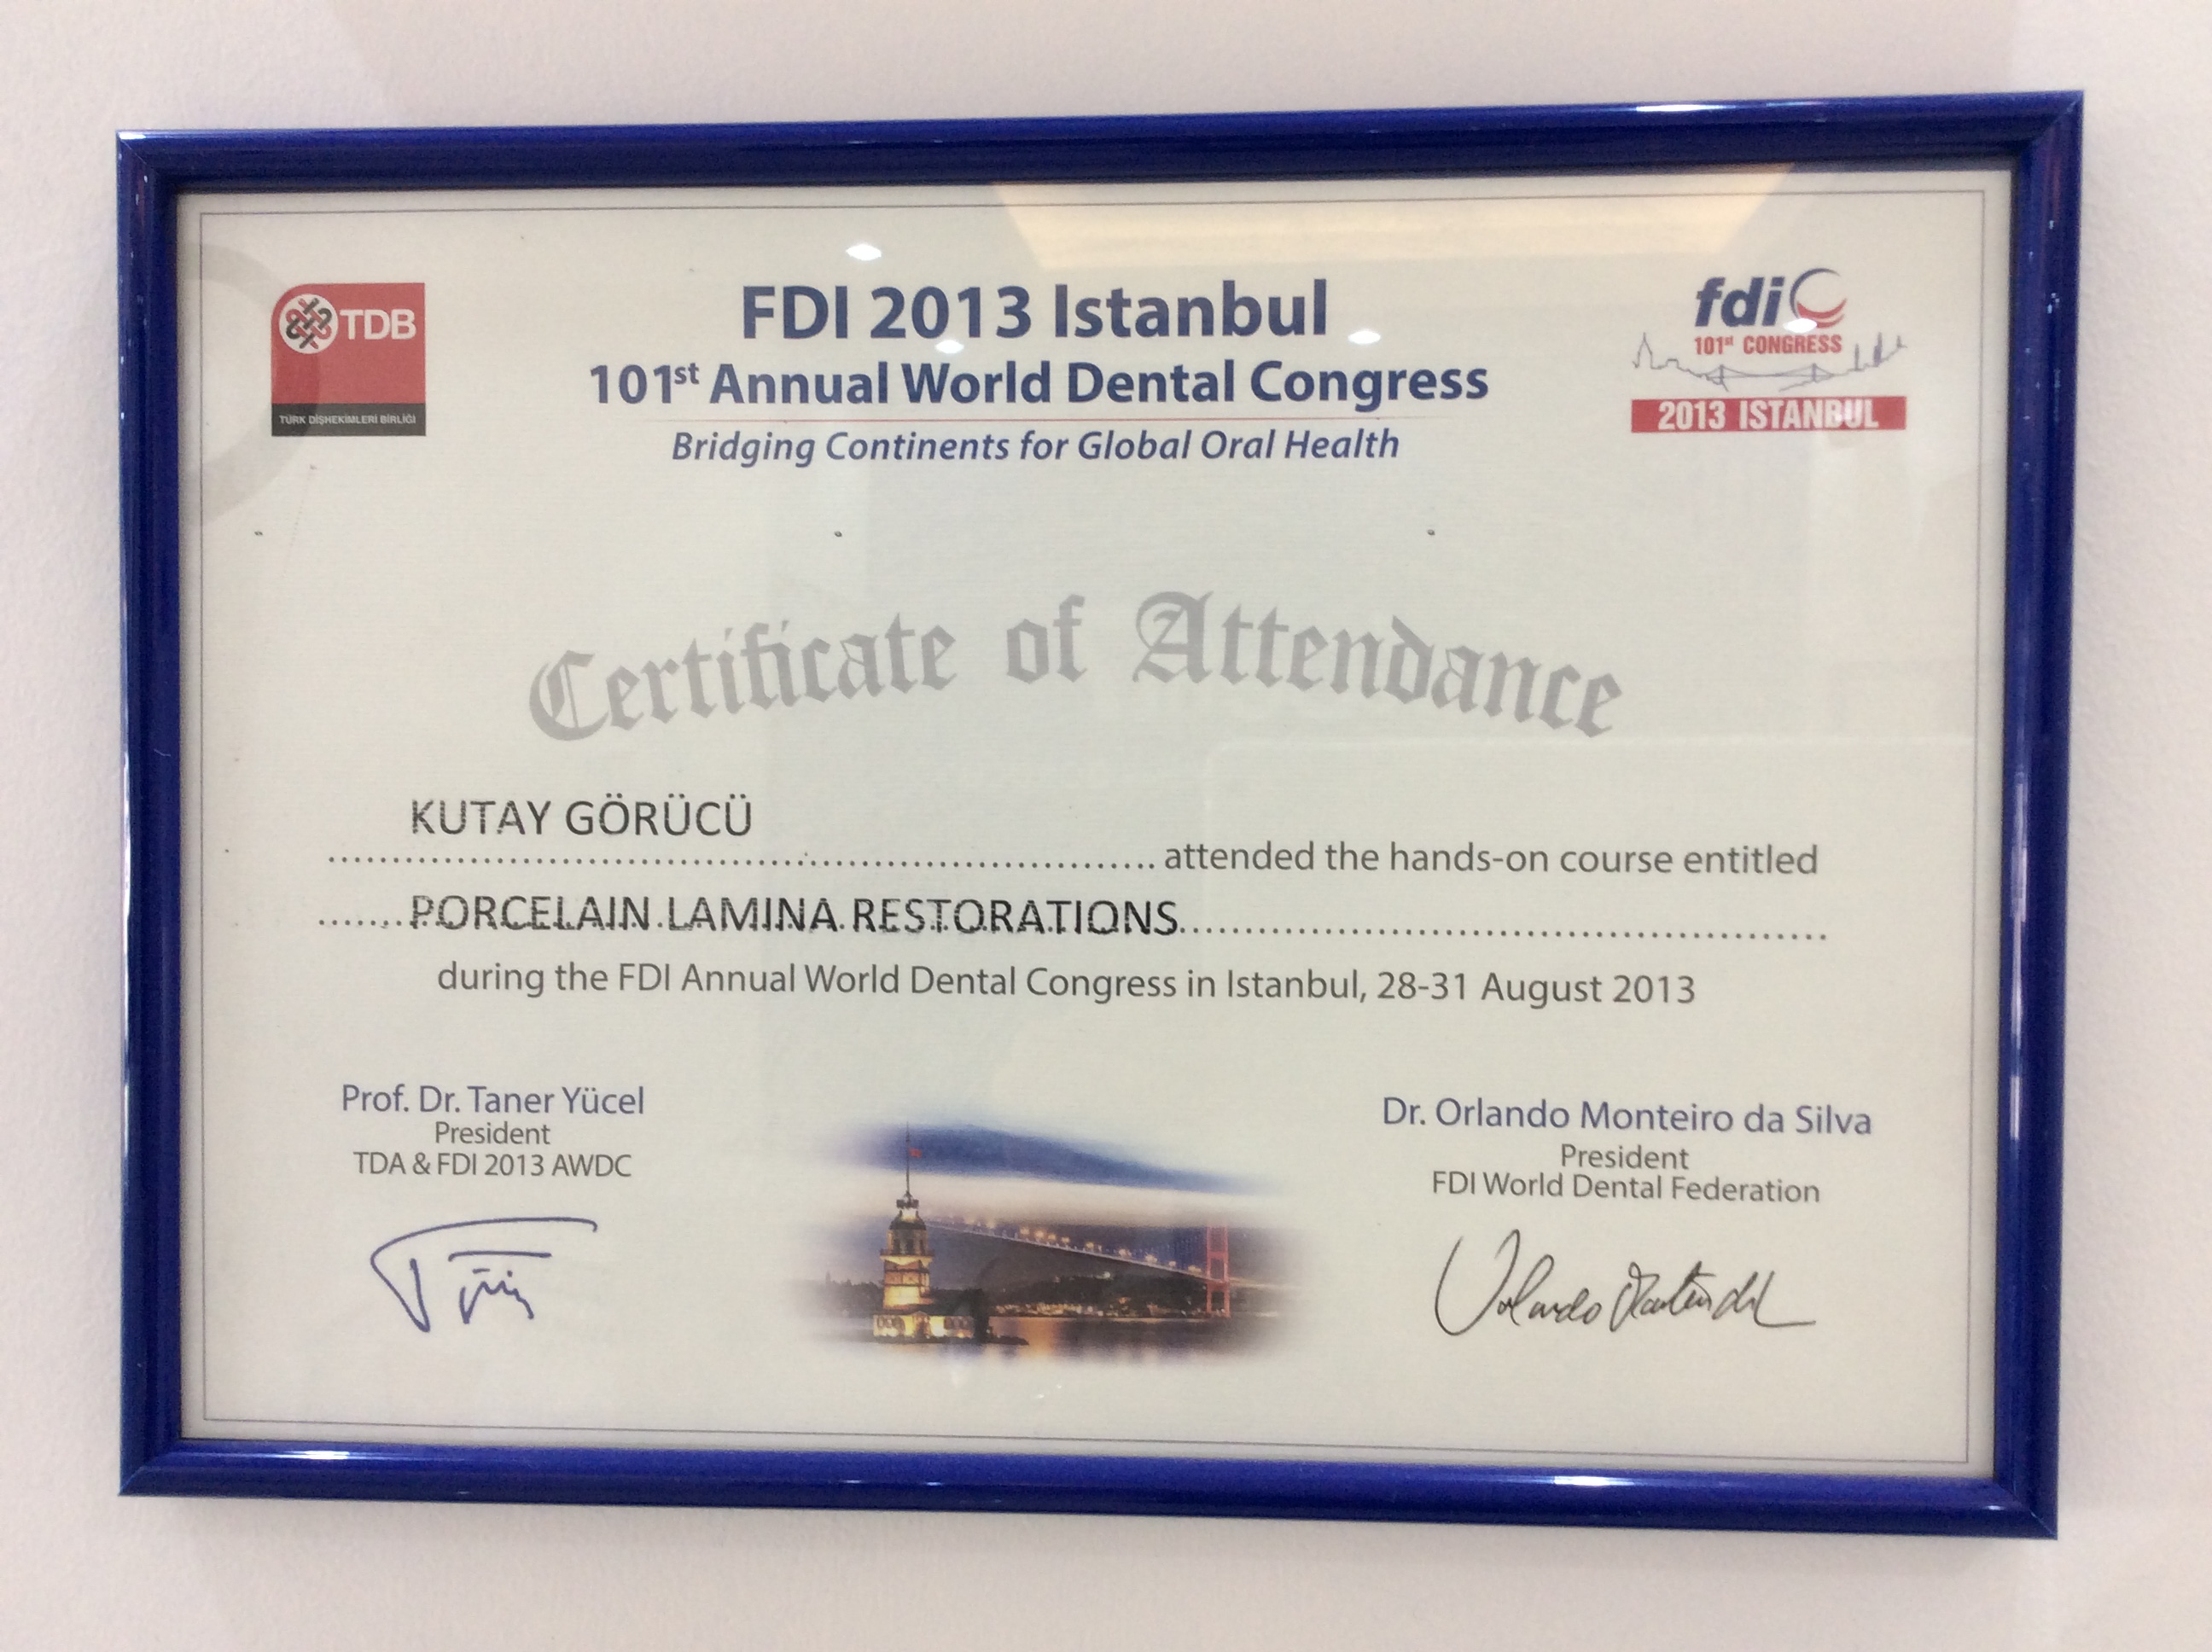 TDB
TÜRK DİŞHEKİMLERİ BİRLİĞİ
FDI 2013 Istanbul
101st Annual World Dental Congress
Bridging Continents for Global Oral Health
fdi
101st CONGRESS
2013 ISTANBUL
Certificate of Attendance
KUTAY GÖRÜCÜ
attended the hands-on course entitled
PORCELAIN LAMINA RESTORATIONS
during the FDI Annual World Dental Congress in Istanbul, 28-31 August 2013
Prof. Dr. Taner Yücel
President
TDA & FDI 2013 AWDC
Dr. Orlando Monteiro da Silva
President
FDI World Dental Federation